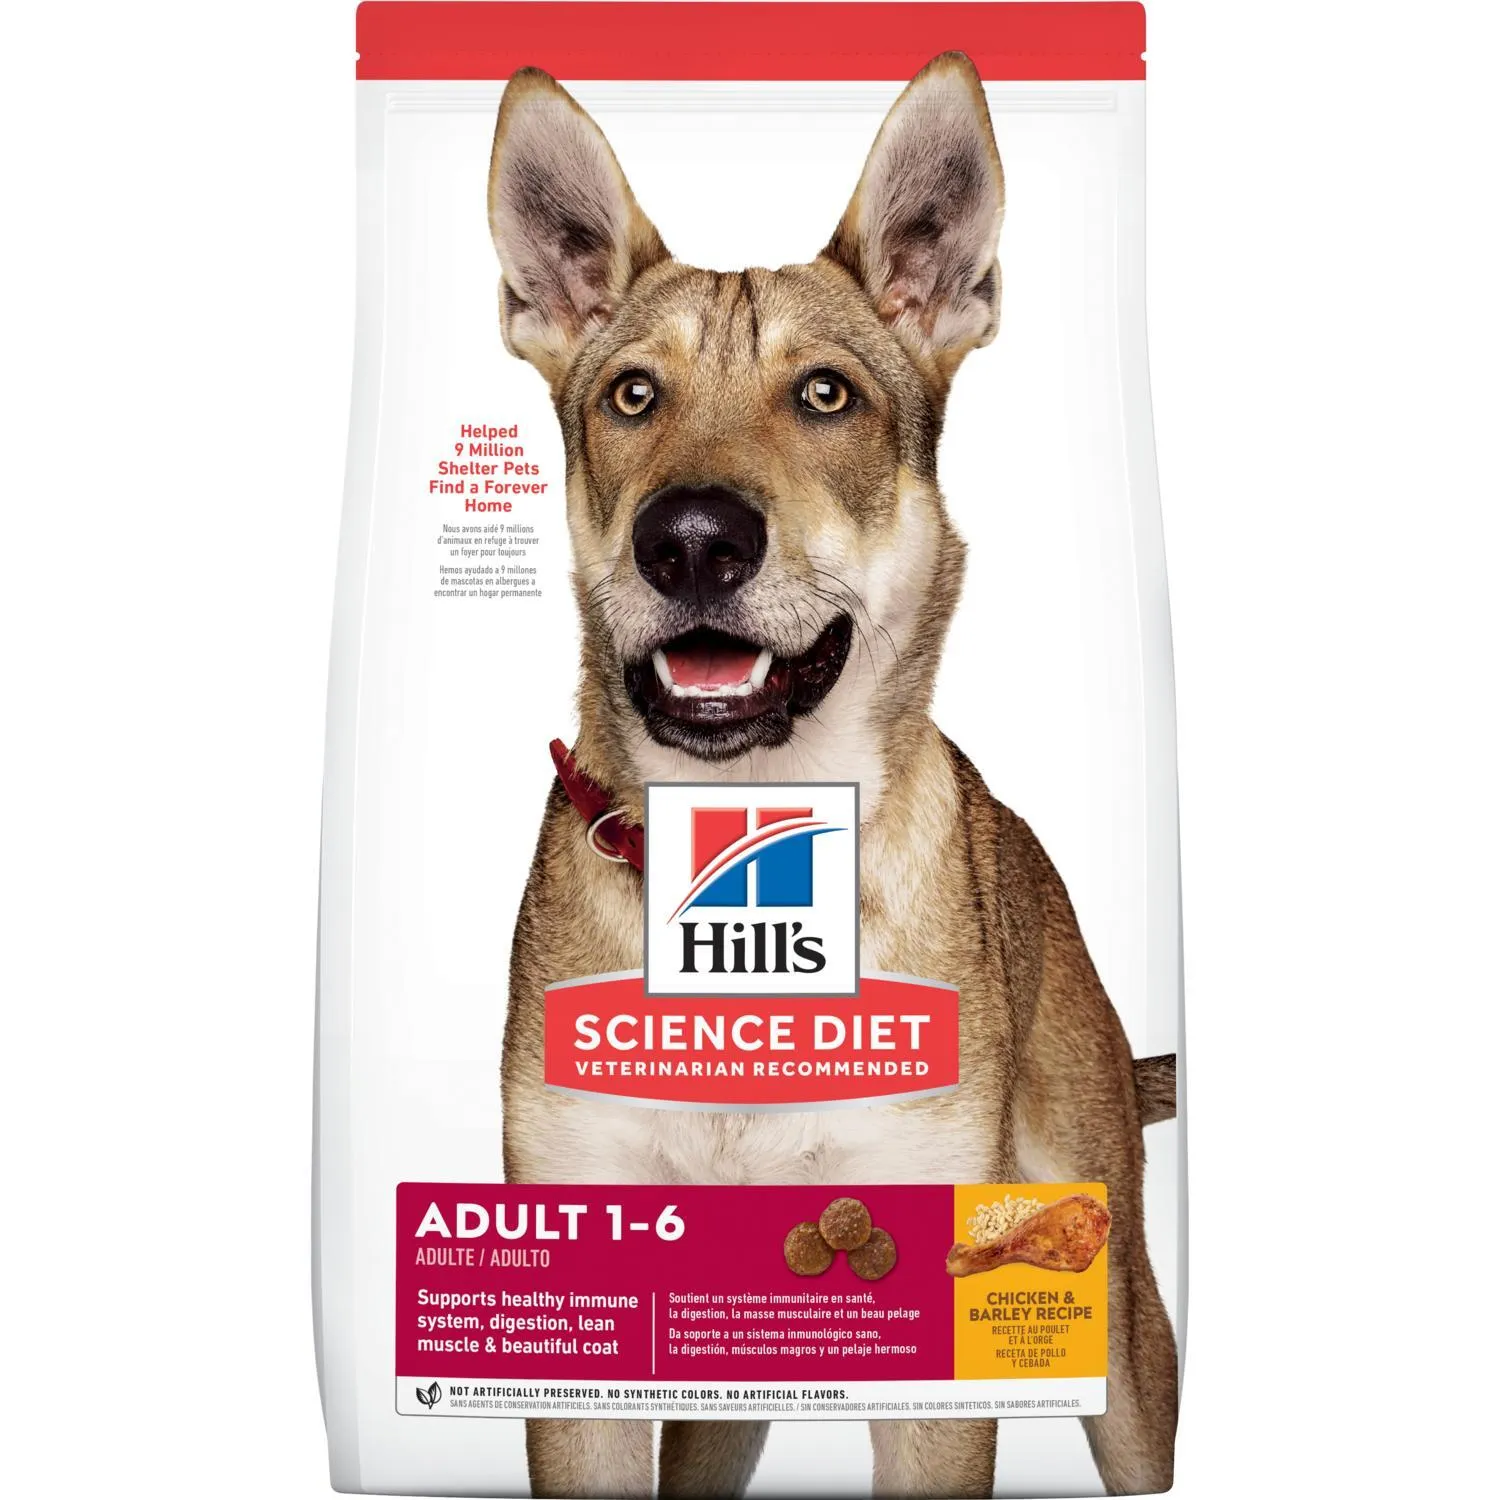 Helped
9 Million
Shelter Pets
Find a Forever
Home
Nous avons aidé 9 millions
d'animaux en refuge à trouver
un foyer pour toujours
Hemos ayudado a 9 millones
de mascotas en albergues a
encontrar un hogar permanente
Hill's
SCIENCE DIET
VETERINARIAN RECOMMENDED
ADULT 1-6
ADULTE / ADULTO
Supports healthy immune
system, digestion, lean
muscle & beautiful coat
Soutient un système immunitaire en santé,
la digestion, la masse musculaire et un beau pelage
Da soporte a un sistema inmunológico sano,
la digestión, músculos magros y un pelaje hermoso
CHICKEN &
BARLEY RECIPE
RECETTE AU POULET
ET À L'ORGE
RECETA DE POLLO
Y CEBADA
NOT ARTIFICIALLY PRESERVED. NO SYNTHETIC COLORS. NO ARTIFICIAL FLAVORS.
SANS AGENTS DE CONSERVATION ARTIFICIELS. SANS COLORANTS SYNTHÉTIQUES. SANS SAVEURS ARTIFICIELLES. / SIN CONSERVADORES ARTIFICIALES. SIN COLORES SINTETICOS. SIN SABORES ARTIFICIALES.